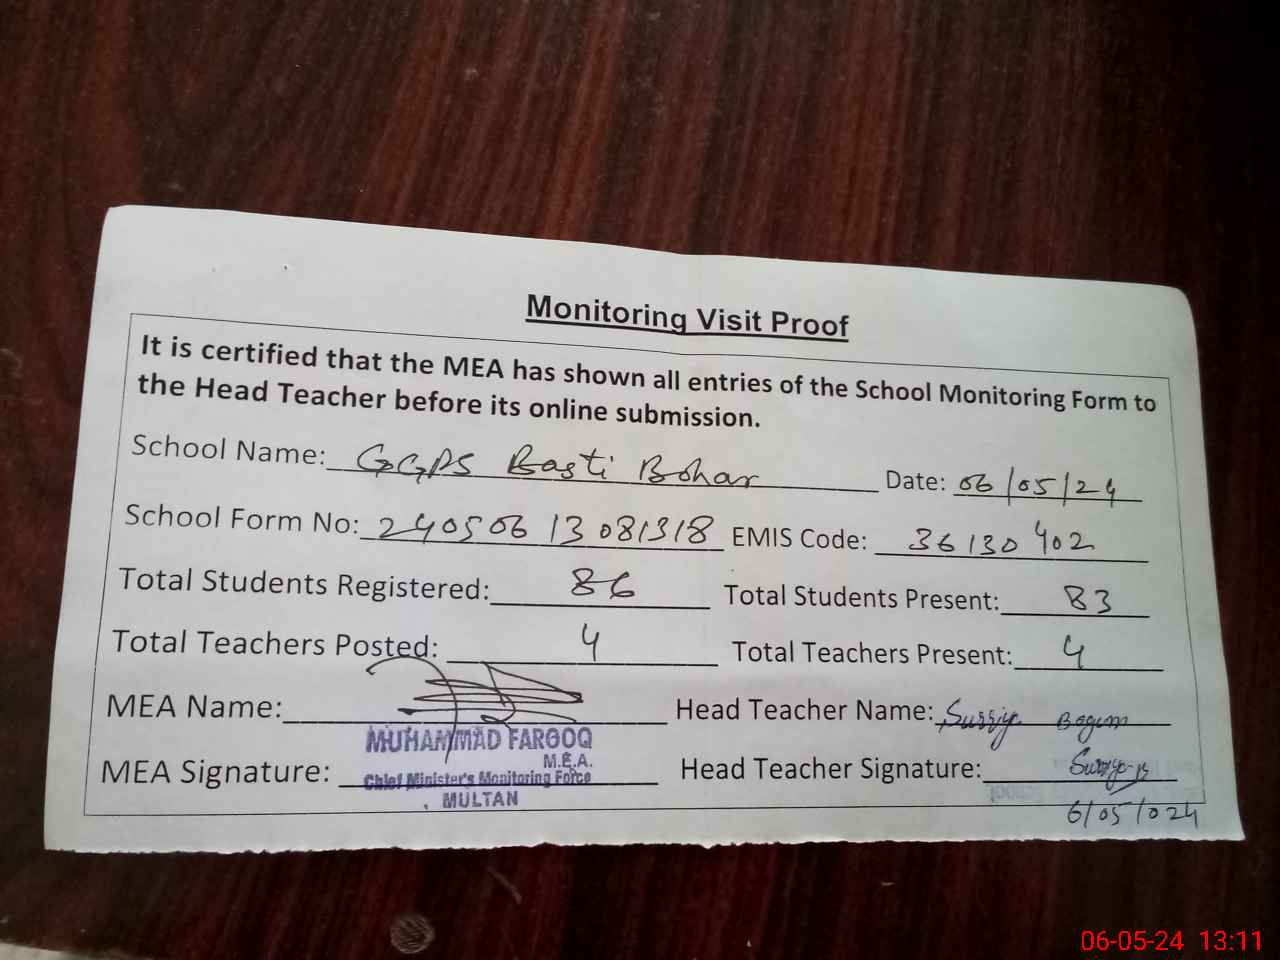 Monitoring Visit Proof
It is certified that the MEA has shown all entries of the School Monitoring Form to
the Head Teacher before its online submission.
School Name: GGPS Basti Bohar Date: 06/05/24
School Form No: 24050613081318 EMIS Code: 36130402
Total Students Registered: 86 Total Students Present: 83
Total Teachers Posted: 4 Total Teachers Present: 4
MEA Name: Head Teacher Name: Surriya Begum
MUHAMMAD FAROOQ
M.E.A.
MEA Signature: Chief Minister's Monitoring Force Head Teacher Signature:
MULTAN
6/05/024
06-05-24 13:11